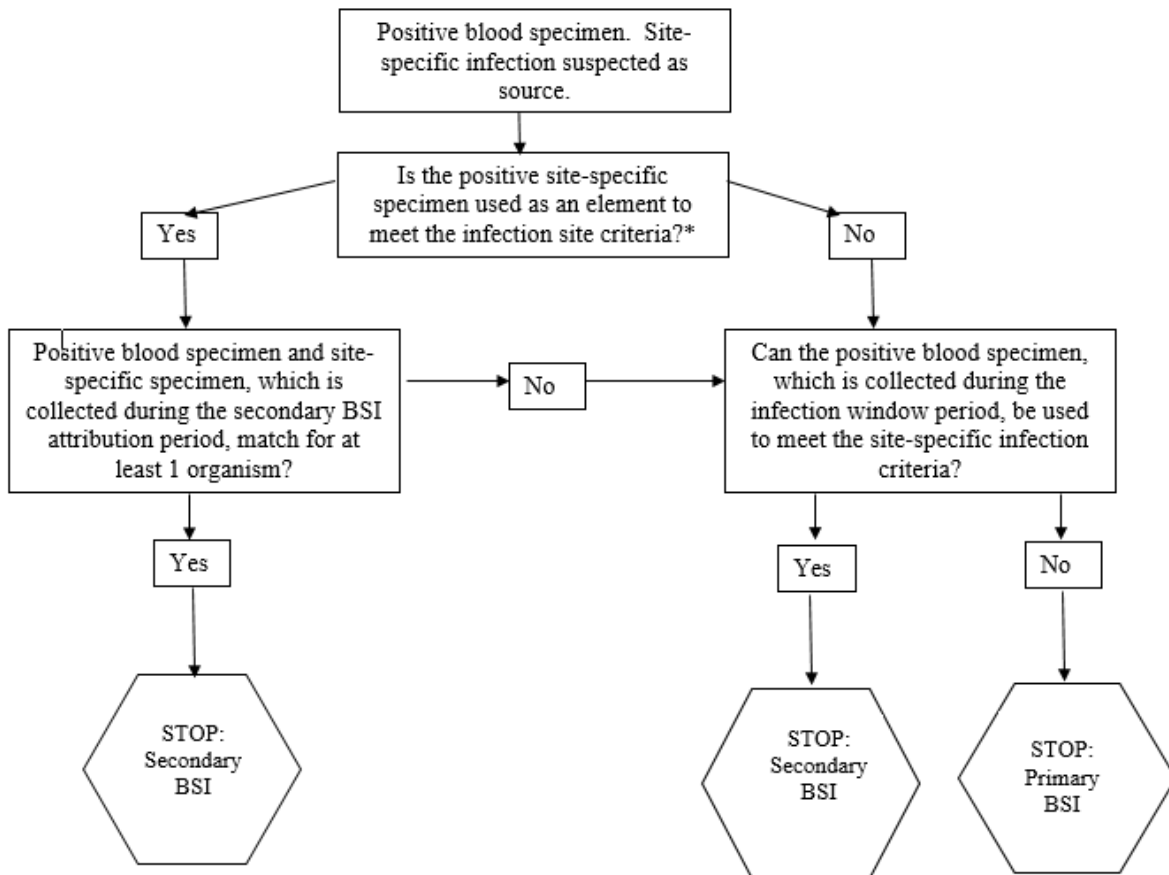 Positive blood specimen.  Site-
specific infection suspected as
source.
Is the positive site-specific
specimen used as an element to
meet the infection site criteria?*
Yes
No
Positive blood specimen and site-
specific specimen, which is
collected during the secondary BSI
attribution period, match for at
least 1 organism?
No
Can the positive blood specimen,
which is collected during the
infection window period, be used
to meet the site-specific infection
criteria?
Yes
Yes
No
STOP:
Secondary
BSI
STOP:
Secondary
BSI
STOP:
Primary
BSI